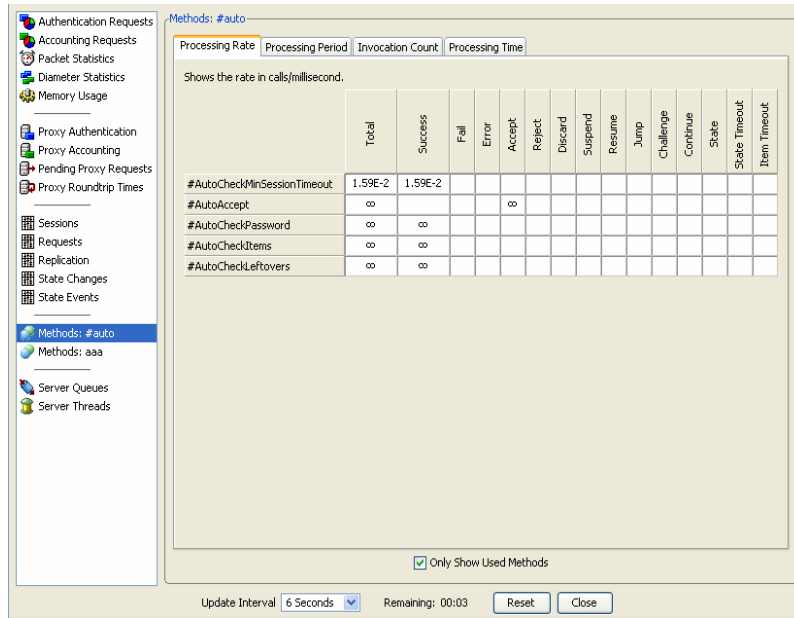 Authentication Requests
Accounting Requests
Packet Statistics
Diameter Statistics
Memory Usage
Proxy Authentication
Proxy Accounting
Pending Proxy Requests
Proxy Roundtrip Times
Sessions
Requests
Replication
State Changes
State Events
Methods: #auto
Methods: aaa
Server Queues
Server Threads
Methods: #auto
Processing Rate Processing Period Invocation Count Processing Time
Shows the rate in calls/millisecond.
Total Success Fail Error Accept Reject Discard Suspend Resume Jump Challenge Continue State State Timeout Item Timeout
#AutoCheckMinSessionTimeout 1.59E-2 1.59E-2
#AutoAccept ∞ ∞
#AutoCheckPassword ∞ ∞
#AutoCheckItems ∞ ∞
#AutoCheckLeftovers ∞ ∞
Only Show Used Methods
Update Interval 6 Seconds Remaining: 00:03 Reset Close